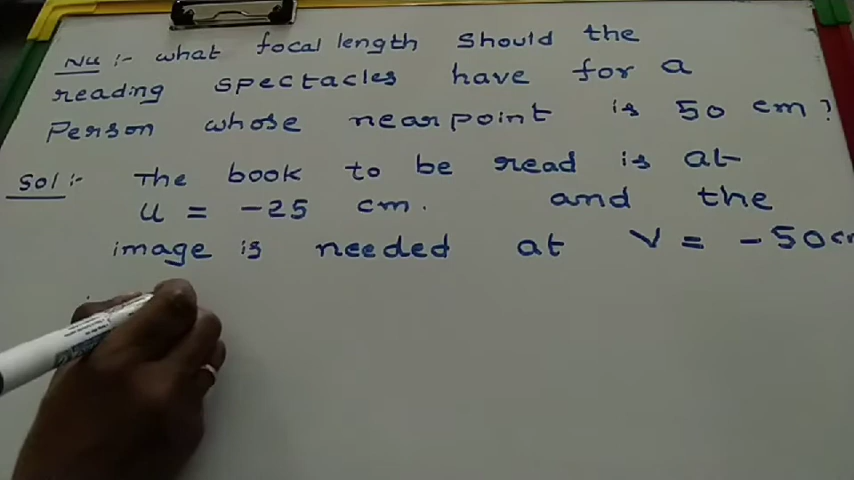 Nu :- what focal length should the
reading spectacles have for a
Person whose nearpoint is 50 cm ?
Sol :- The book to be read is at
u = -25 cm. and the
image is needed at V = -50cm